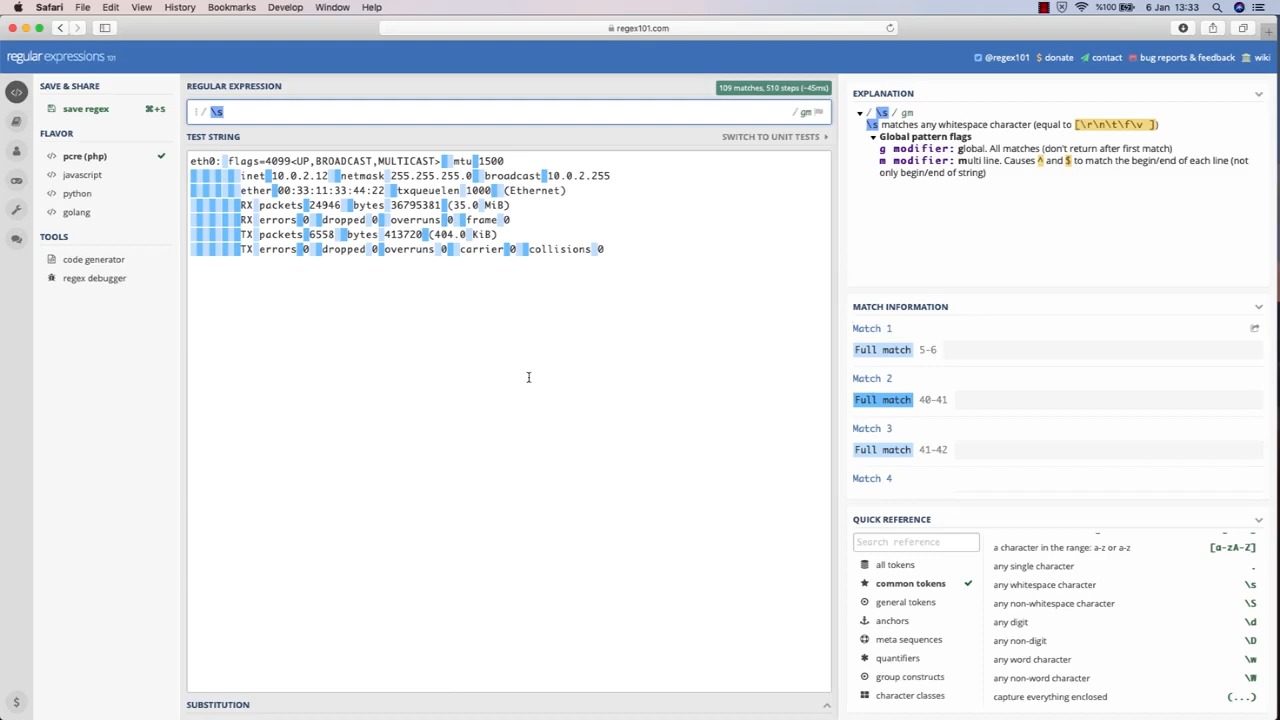 Safari File Edit View History Bookmarks Develop Window Help
%100 6 Jan 13:33
regex101.com
regular expressions 101
@regex101 $ donate contact bug reports & feedback wiki
SAVE & SHARE
save regex ⌘+S
FLAVOR
</> pcre (php)
</> javascript
</> python
</> golang
TOOLS
code generator
regex debugger
$
REGULAR EXPRESSION
109 matches, 510 steps (~45ms)
/ \s / gm
TEST STRING
SWITCH TO UNIT TESTS
eth0: flags=4099<UP,BROADCAST,MULTICAST>  mtu 1500
        inet 10.0.2.12 netmask 255.255.255.0  broadcast 10.0.2.255
        ether 00:33:11:33:44:22  txqueuelen 1000  (Ethernet)
        RX packets 24946  bytes 36795381 (35.0 MiB)
        RX errors 0  dropped 0  overruns 0  frame 0
        TX packets 6558  bytes 413720 (404.0 KiB)
        TX errors 0  dropped 0 overruns 0  carrier 0  collisions 0
SUBSTITUTION
EXPLANATION
/ \s / gm
\s matches any whitespace character (equal to [\r\n\t\f\v ])
Global pattern flags
g modifier: global. All matches (don't return after first match)
m modifier: multi line. Causes ^ and $ to match the begin/end of each line (not
only begin/end of string)
MATCH INFORMATION
Match 1
Full match 5-6
Match 2
Full match 40-41
Match 3
Full match 41-42
Match 4
QUICK REFERENCE
Search reference
all tokens
common tokens
general tokens
anchors
meta sequences
quantifiers
group constructs
character classes
a character in the range: a-z or a-z [a-zA-Z]
any single character .
any whitespace character \s
any non-whitespace character \S
any digit \d
any non-digit \D
any word character \w
any non-word character \W
capture everything enclosed (...)